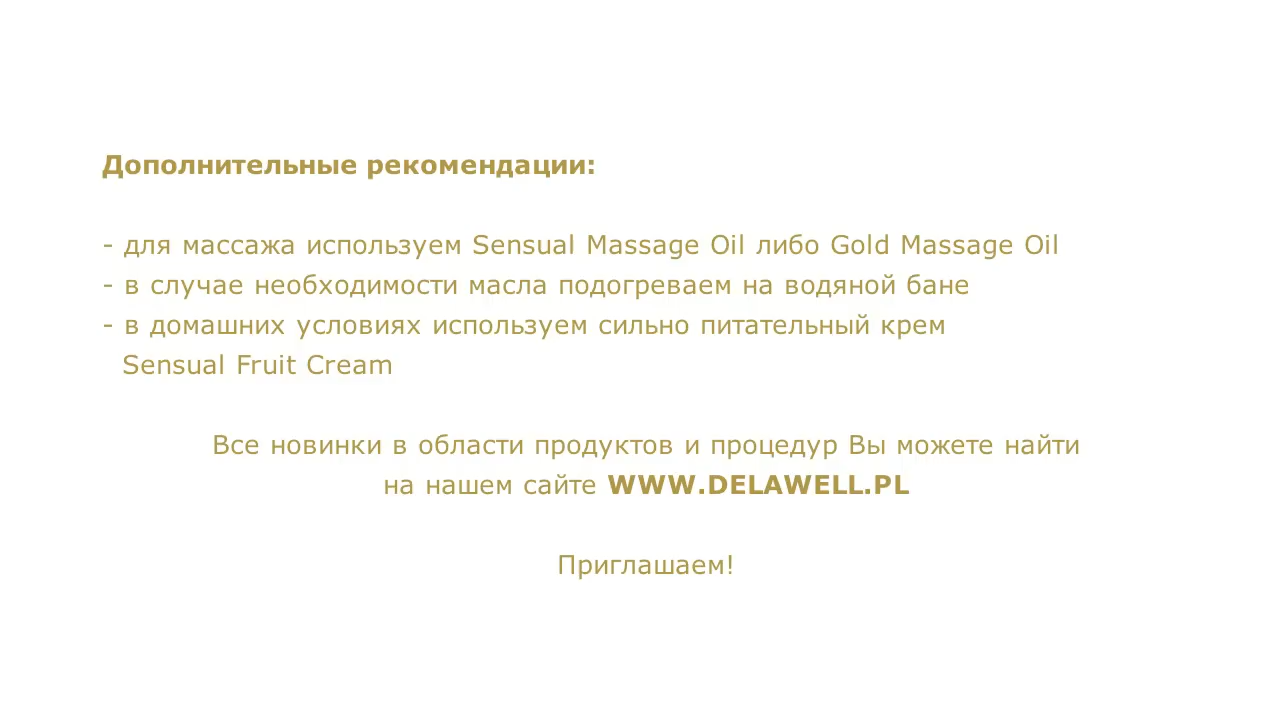 Дополнительные рекомендации:
- для массажа используем Sensual Massage Oil либо Gold Massage Oil
- в случае необходимости масла подогреваем на водяной бане
- в домашних условиях используем сильно питательный крем
Sensual Fruit Cream
Все новинки в области продуктов и процедур Вы можете найти
на нашем сайте WWW.DELAWELL.PL
Приглашаем!